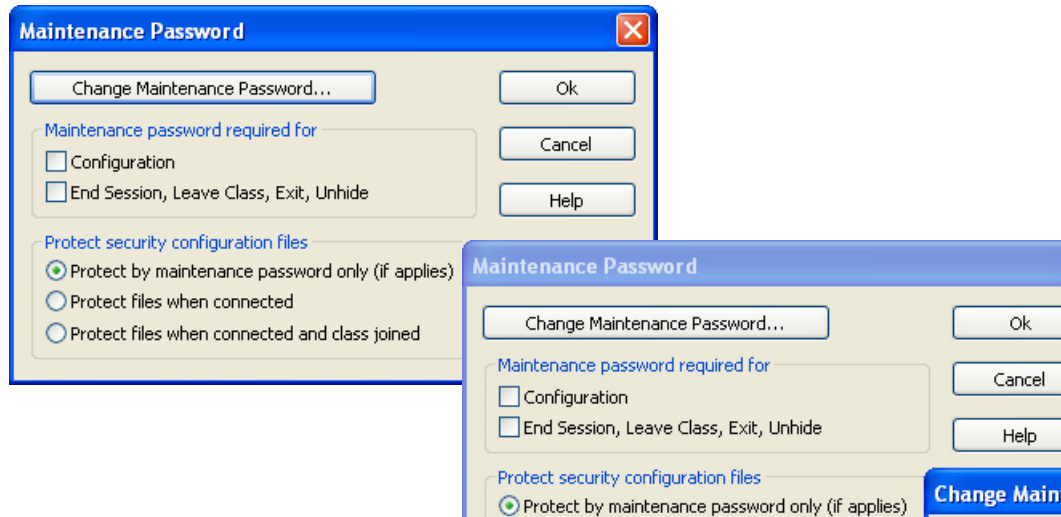 Maintenance Password
Change Maintenance Password...
Ok
Maintenance password required for
Cancel
Configuration
End Session, Leave Class, Exit, Unhide
Help
Protect security configuration files
Protect by maintenance password only (if applies)
Protect files when connected
Protect files when connected and class joined
Maintenance Password
Change Maintenance Password...
Ok
Maintenance password required for
Cancel
Configuration
End Session, Leave Class, Exit, Unhide
Help
Protect security configuration files
Protect by maintenance password only (if applies)
Change Main